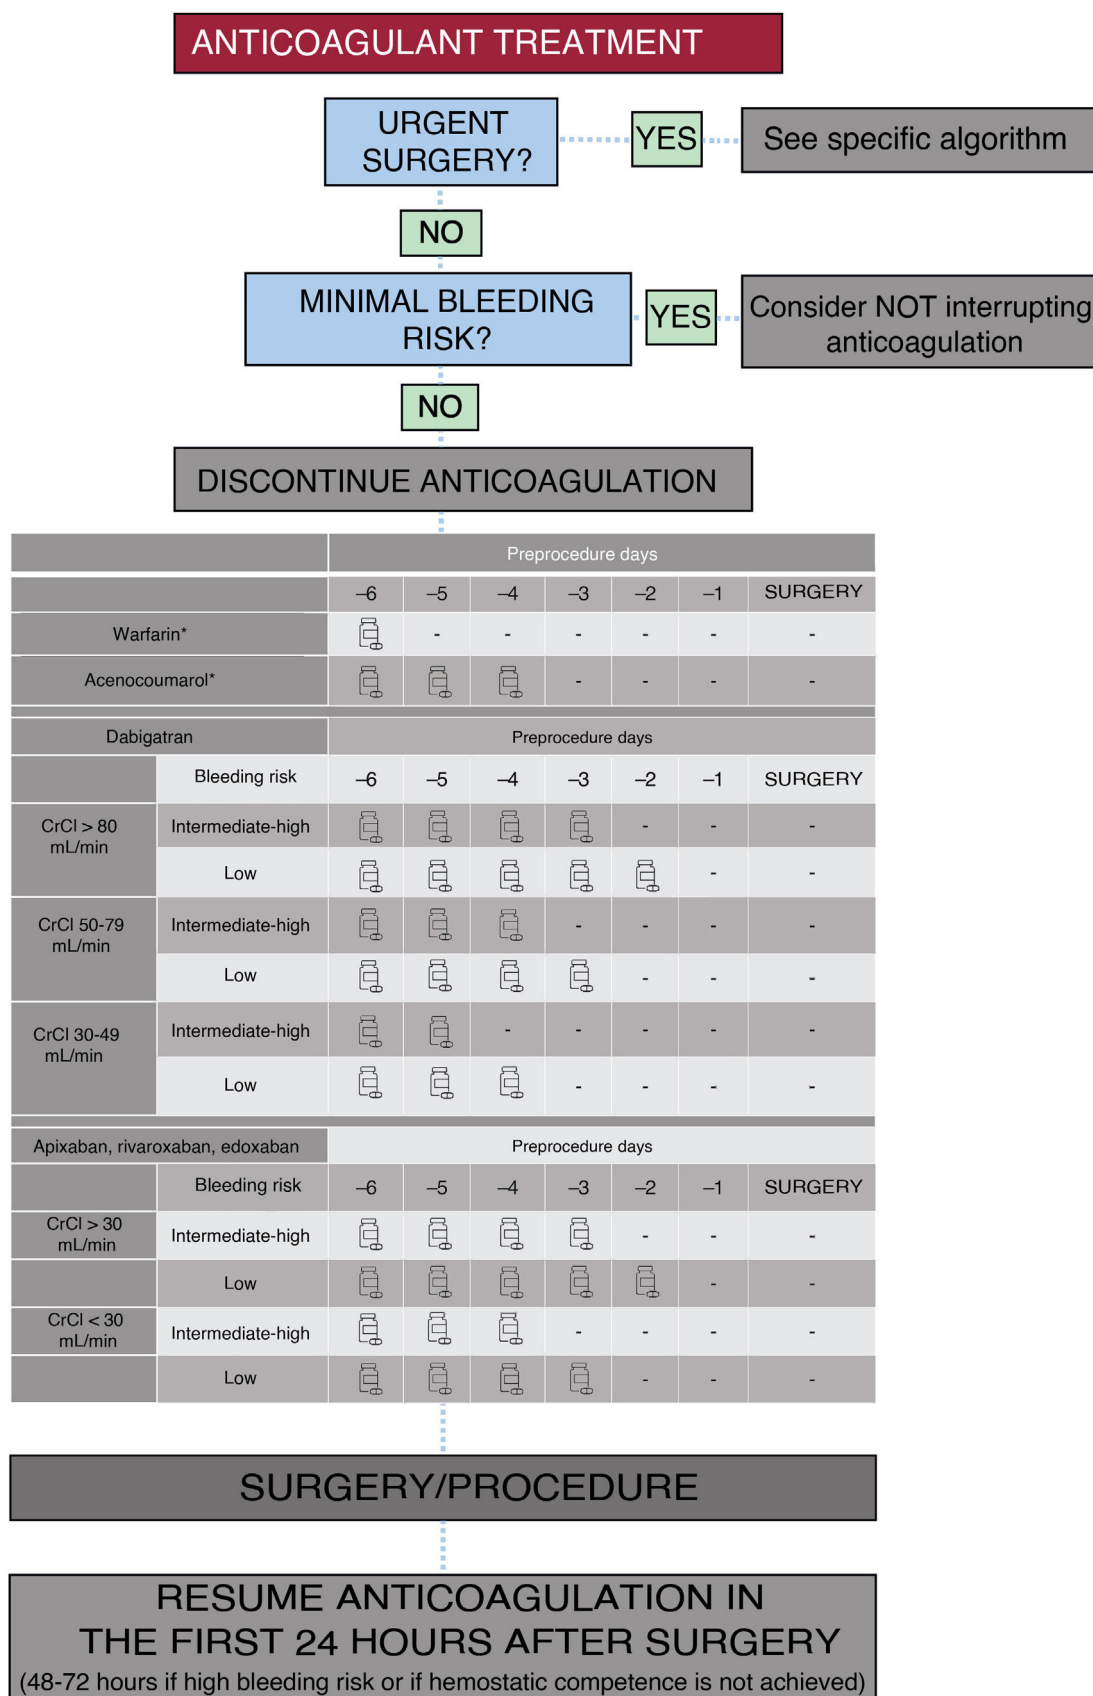 ANTICOAGULANT TREATMENT
URGENT
SURGERY?
YES
See specific algorithm
NO
MINIMAL BLEEDING
RISK?
YES
Consider NOT interrupting
anticoagulation
NO
DISCONTINUE ANTICOAGULATION
Preprocedure days
–6 –5 –4 –3 –2 –1 SURGERY
Warfarin* - - - - - -
Acenocoumarol* - - - -
Dabigatran Preprocedure days
Bleeding risk –6 –5 –4 –3 –2 –1 SURGERY
CrCl > 80
mL/min
Intermediate-high - - -
Low - -
CrCl 50-79
mL/min
Intermediate-high - - - -
Low - - -
CrCl 30-49
mL/min
Intermediate-high - - - - -
Low - - - -
Apixaban, rivaroxaban, edoxaban Preprocedure days
Bleeding risk –6 –5 –4 –3 –2 –1 SURGERY
CrCl > 30
mL/min
Intermediate-high - - -
Low - -
CrCl < 30
mL/min
Intermediate-high - - - -
Low - - -
SURGERY/PROCEDURE
RESUME ANTICOAGULATION IN
THE FIRST 24 HOURS AFTER SURGERY
(48-72 hours if high bleeding risk or if hemostatic competence is not achieved)